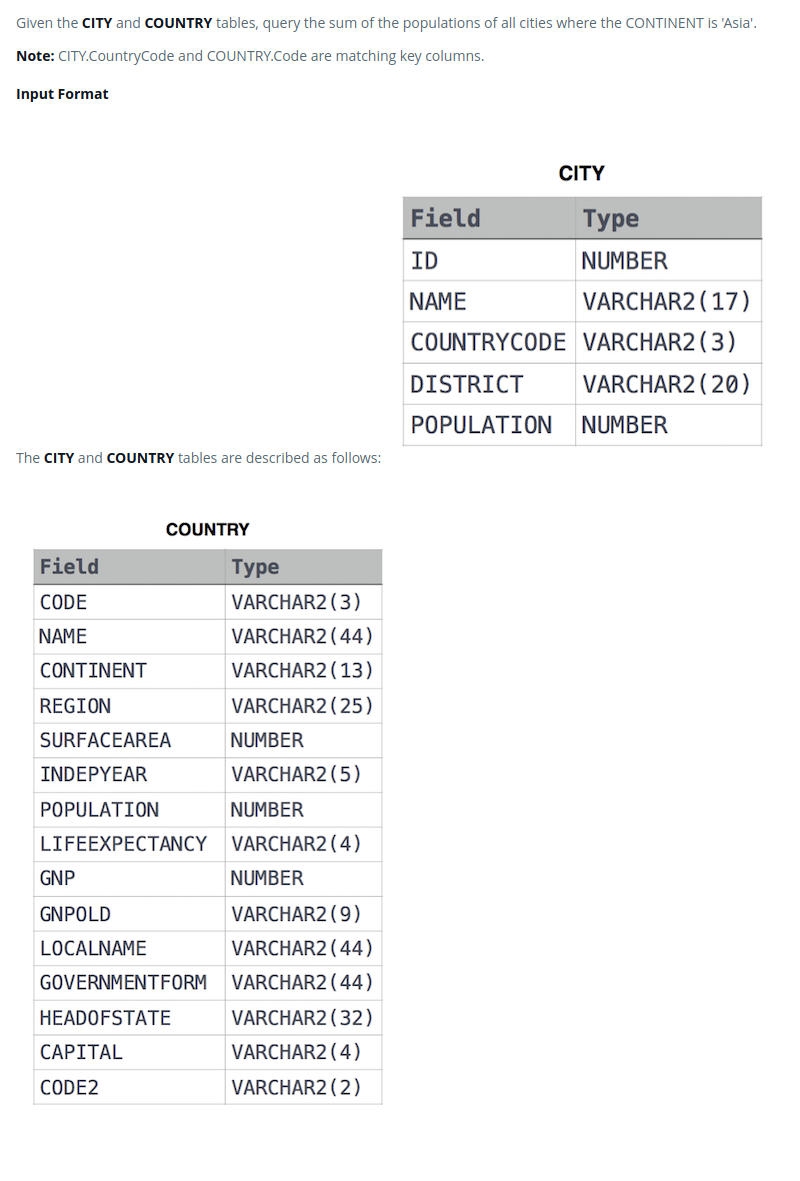 Given the CITY and COUNTRY tables, query the sum of the populations of all cities where the CONTINENT is 'Asia'.
Note: CITY.CountryCode and COUNTRY.Code are matching key columns.
Input Format
CITY
Field Type
ID NUMBER
NAME VARCHAR2(17)
COUNTRYCODE VARCHAR2(3)
DISTRICT VARCHAR2(20)
POPULATION NUMBER
The CITY and COUNTRY tables are described as follows:
COUNTRY
Field Type
CODE VARCHAR2(3)
NAME VARCHAR2(44)
CONTINENT VARCHAR2(13)
REGION VARCHAR2(25)
SURFACEAREA NUMBER
INDEPYEAR VARCHAR2(5)
POPULATION NUMBER
LIFEEXPECTANCY VARCHAR2(4)
GNP NUMBER
GNPOLD VARCHAR2(9)
LOCALNAME VARCHAR2(44)
GOVERNMENTFORM VARCHAR2(44)
HEADOFSTATE VARCHAR2(32)
CAPITAL VARCHAR2(4)
CODE2 VARCHAR2(2)